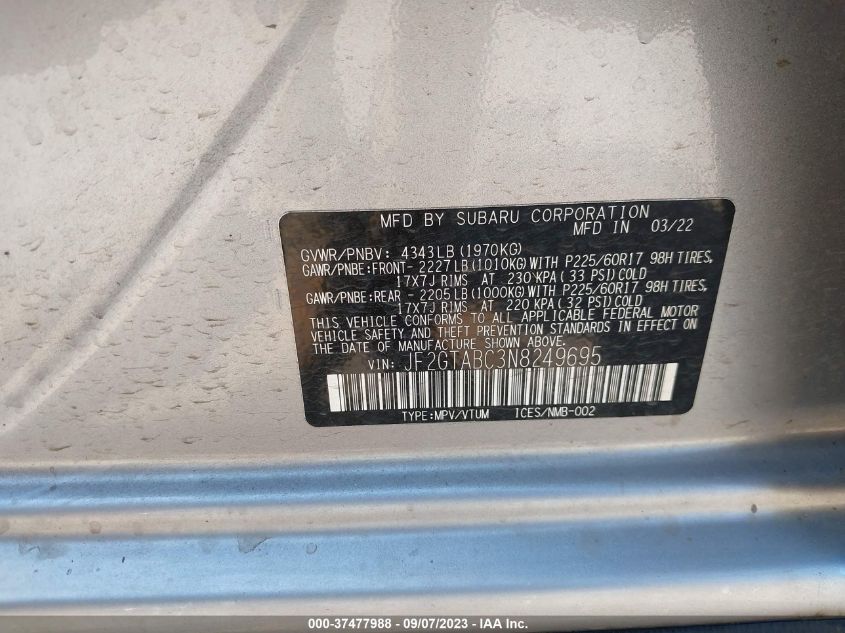 MFD BY SUBARU CORPORATION
MFD IN 03/22
GVWR/PNBV: 4343LB(1970KG)
GAWR/PNBE:FRONT- 2227LB(1010KG)WITH P225/60R17 98H TIRES,
17X7J RIMS AT 230 KPA(33 PSI)COLD
GAWR/PNBE:REAR - 2205LB(1000KG)WITH P225/60R17 98H TIRES,
17X7J RIMS AT 220 KPA(32 PSI)COLD
THIS VEHICLE CONFORMS TO ALL APPLICABLE FEDERAL MOTOR
VEHICLE SAFETY AND THEFT PREVENTION STANDARDS IN EFFECT ON
THE DATE OF MANUFACTURE SHOWN ABOVE.
VIN: JF2GTABC3N8249695
TYPE:MPV/VTUM ICES/NMB-002
000-37477988 - 09/07/2023 - © IAA Inc.